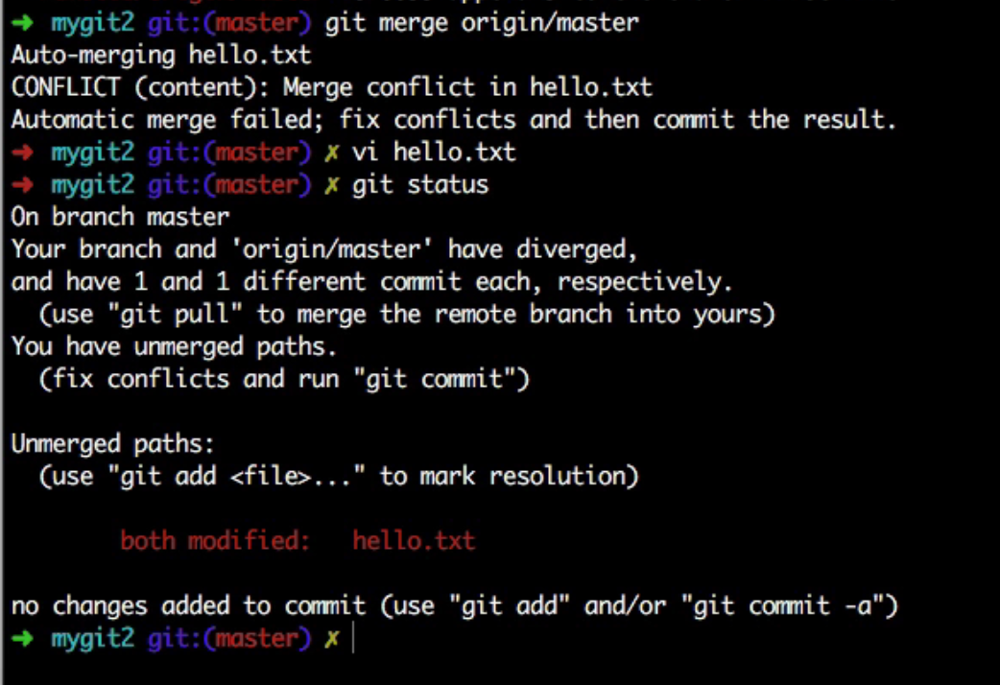 ➜ mygit2 git:(master) git merge origin/master
Auto-merging hello.txt
CONFLICT (content): Merge conflict in hello.txt
Automatic merge failed; fix conflicts and then commit the result.
➜ mygit2 git:(master) ✗ vi hello.txt
➜ mygit2 git:(master) ✗ git status
On branch master
Your branch and 'origin/master' have diverged,
and have 1 and 1 different commit each, respectively.
(use "git pull" to merge the remote branch into yours)
You have unmerged paths.
(fix conflicts and run "git commit")
Unmerged paths:
(use "git add <file>..." to mark resolution)
both modified: hello.txt
no changes added to commit (use "git add" and/or "git commit -a")
➜ mygit2 git:(master) ✗